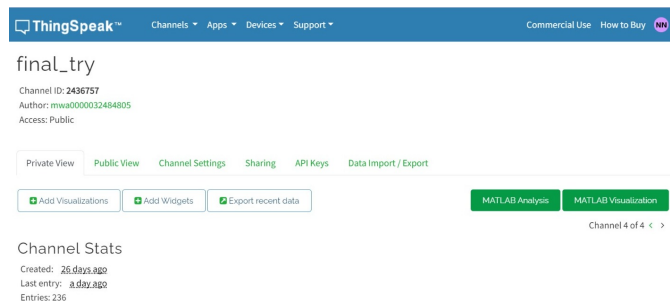 ThingSpeak™ Channels Apps Devices Support Commercial Use How to Buy NN
final_try
Channel ID: 2436757
Author: mwa0000032484805
Access: Public
Private View Public View Channel Settings Sharing API Keys Data Import / Export
Add Visualizations Add Widgets Export recent data MATLAB Analysis MATLAB Visualization
Channel 4 of 4 < >
Channel Stats
Created: 26 days ago
Last entry: a day ago
Entries: 236